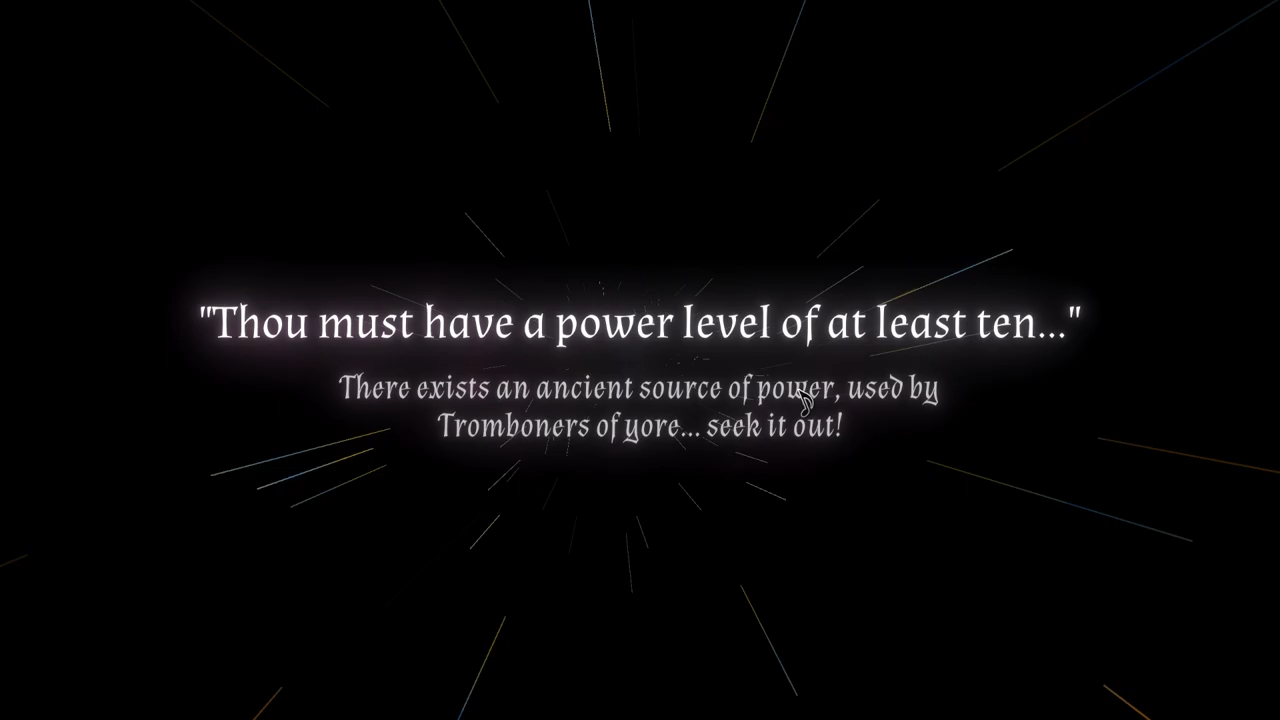 "Thou must have a power level of at least ten..."
There exists an ancient source of power, used by
Tromboners of yore... seek it out!